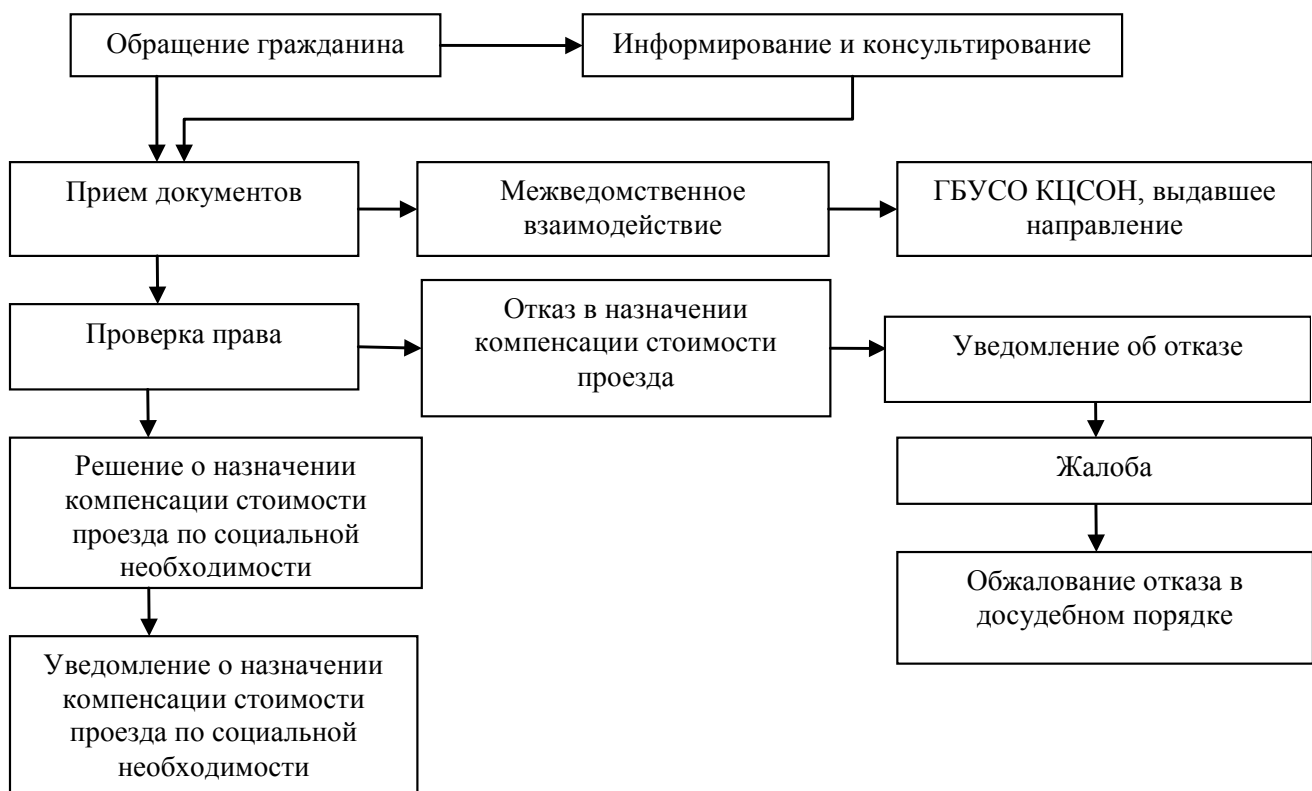 Обращение гражданина
Информирование и консультирование
Прием документов
Межведомственное
взаимодействие
ГБУСО КЦСОН, выдавшее
направление
Проверка права
Отказ в назначении
компенсации стоимости
проезда
Уведомление об отказе
Решение о назначении
компенсации стоимости
проезда по социальной
необходимости
Жалоба
Обжалование отказа в
досудебном порядке
Уведомление о назначении
компенсации стоимости
проезда по социальной
необходимости